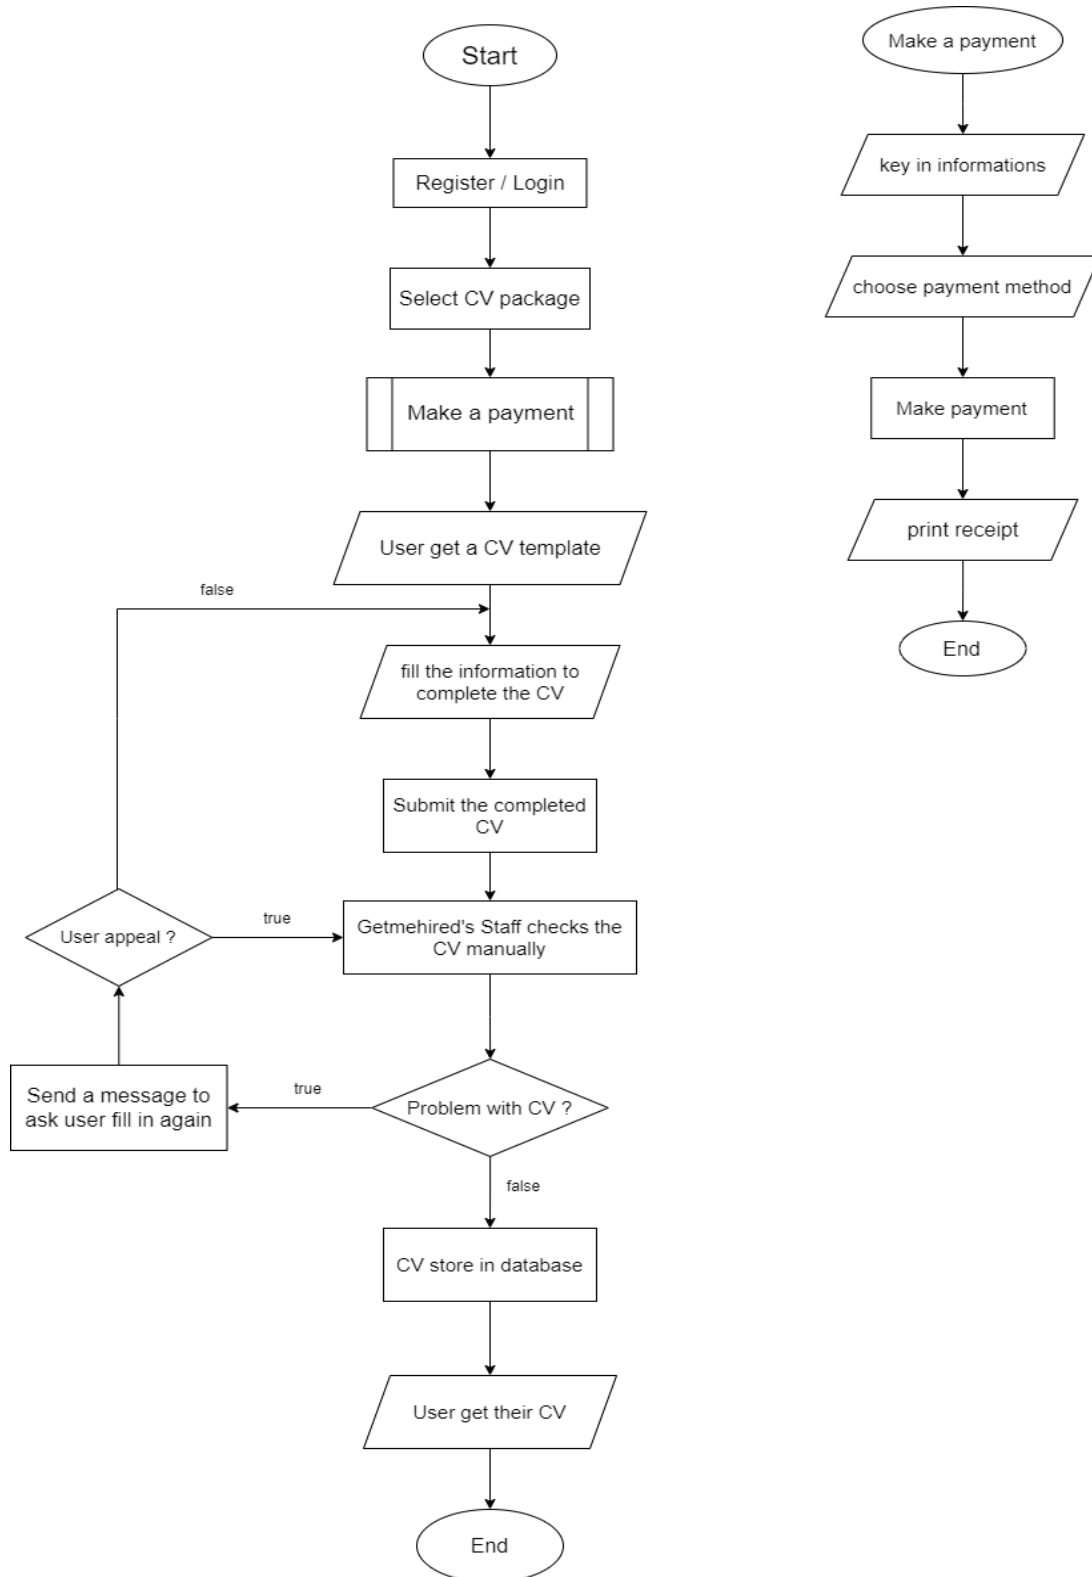 Start
Register / Login
Select CV package
Make a payment
User get a CV template
false
fill the information to
complete the CV
Submit the completed
CV
User appeal ?
true
Getmehired's Staff checks the
CV manually
Send a message to
ask user fill in again
true
Problem with CV ?
false
CV store in database
User get their CV
End
Make a payment
key in informations
choose payment method
Make payment
print receipt
End